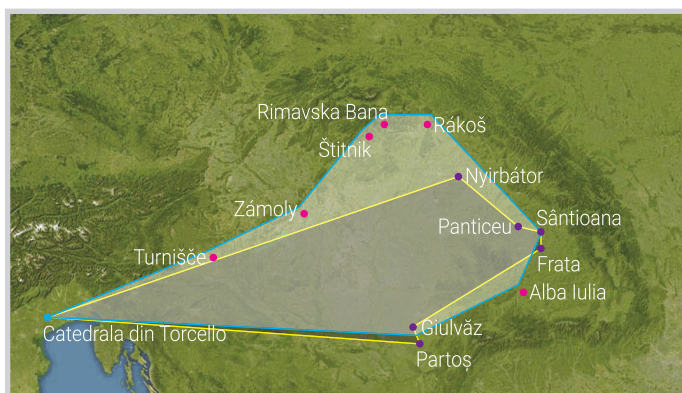 Rimavska Bana
Rákoš
Štitnik
Nyirbátor
Zámoly
Panticeu
Sântioana
Turnišče
Frata
Alba Iulia
Catedrala din Torcello
Giulvăz
Partoș